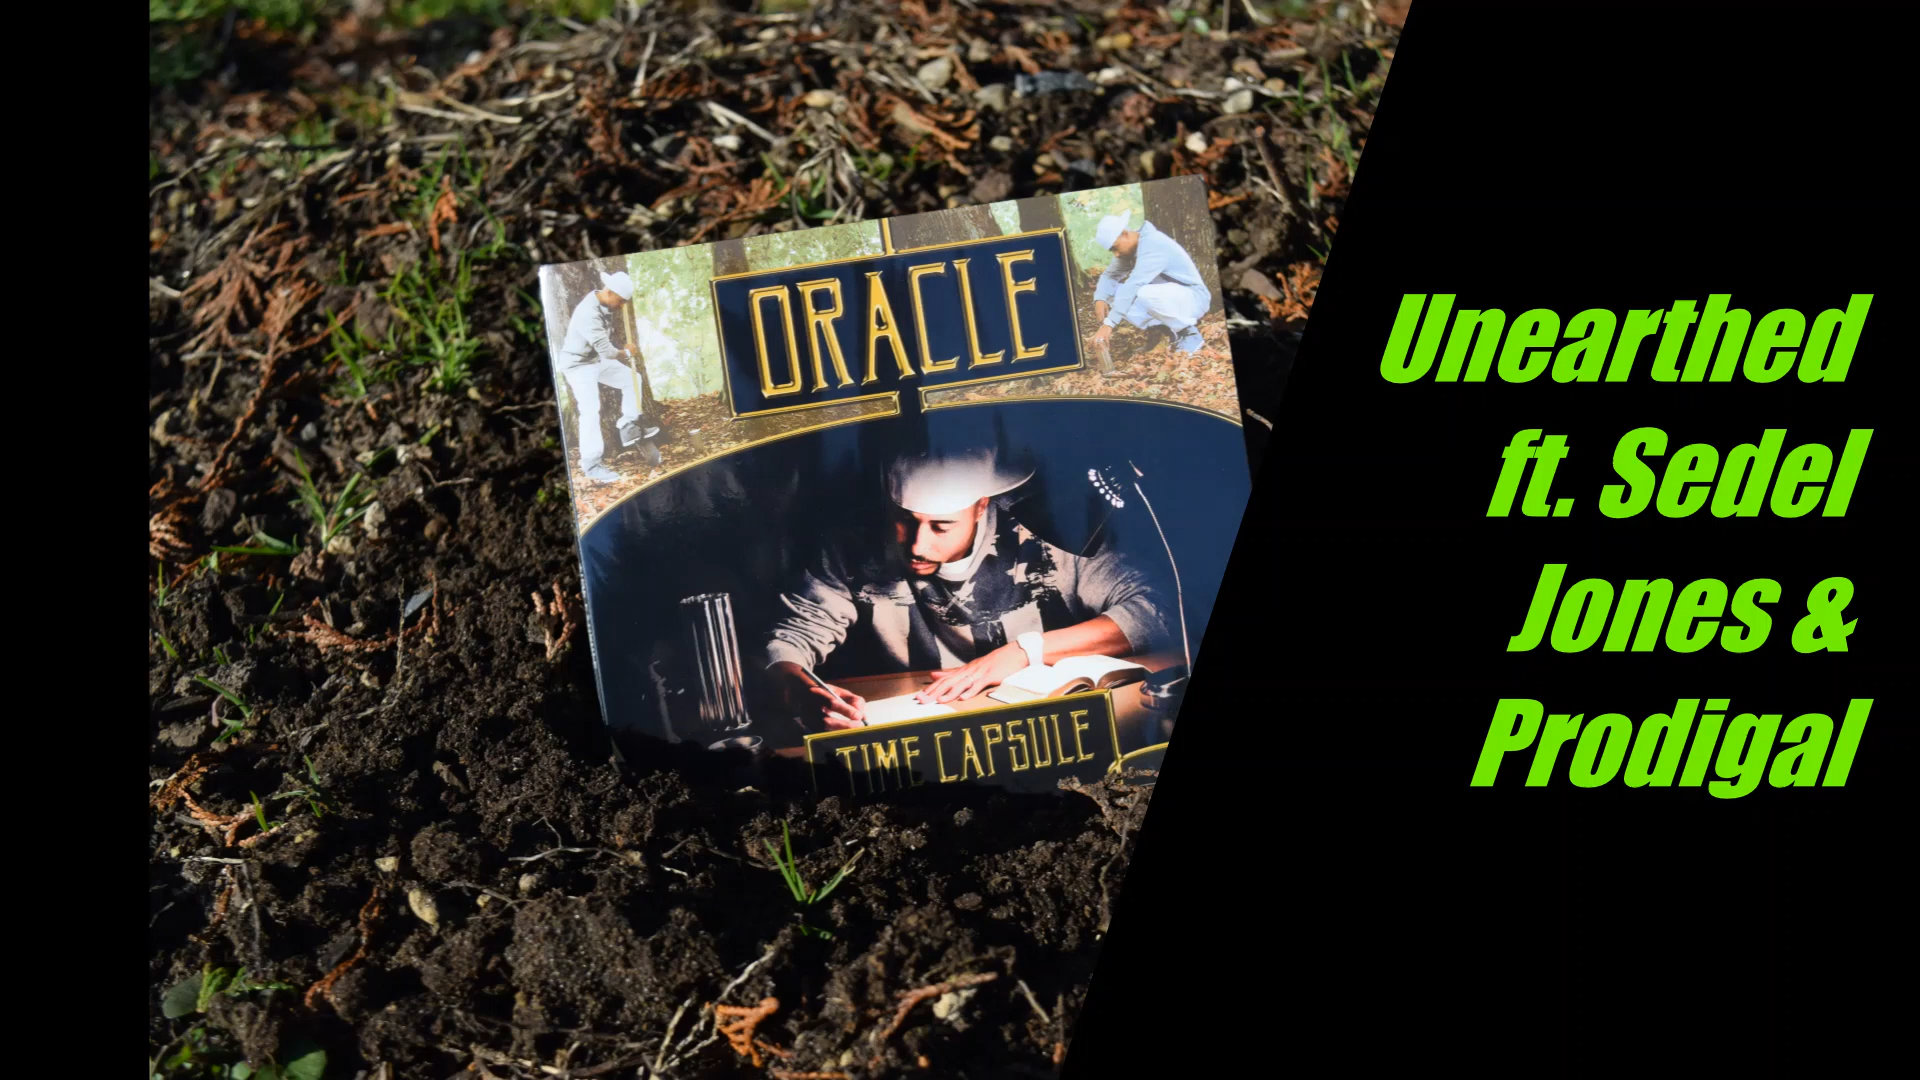 ORACLE
TIME CAPSULE
Unearthed
ft. Sedel
Jones &
Prodigal